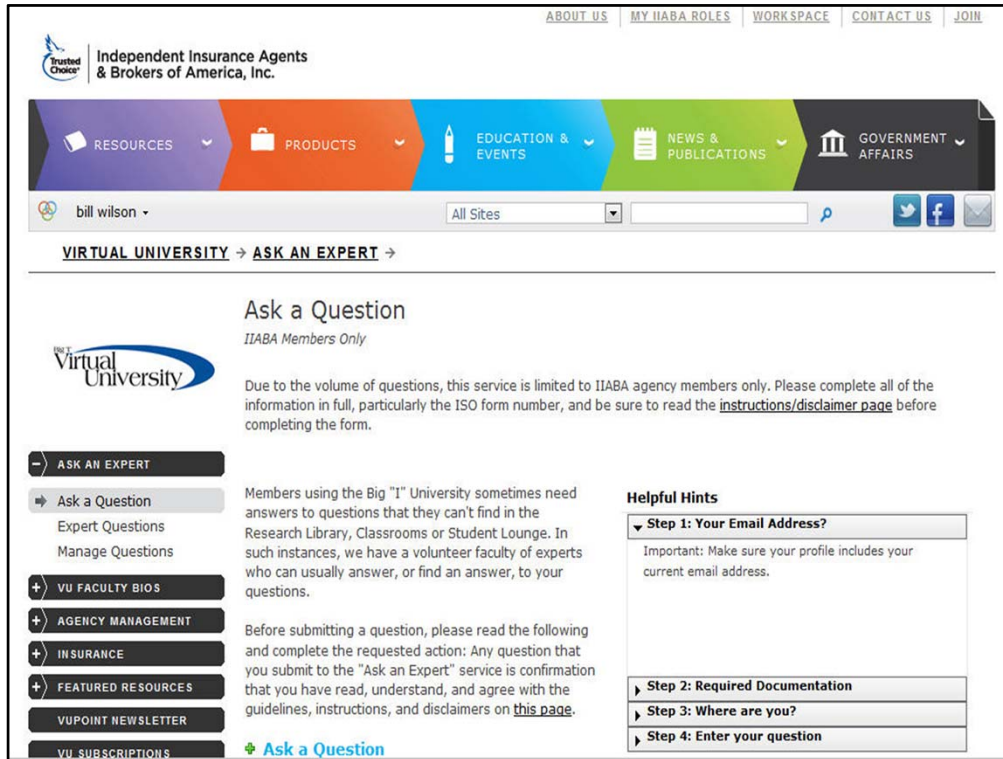 ABOUT US MY IIABA ROLES WORKSPACE CONTACT US JOIN
Trusted
Choice®
Independent Insurance Agents
& Brokers of America, Inc.
RESOURCES
PRODUCTS
EDUCATION &
EVENTS
NEWS &
PUBLICATIONS
GOVERNMENT
AFFAIRS
bill wilson
All Sites
VIRTUAL UNIVERSITY → ASK AN EXPERT →
Ask a Question
IIABA Members Only
Virtual
University
Due to the volume of questions, this service is limited to IIABA agency members only. Please complete all of the
information in full, particularly the ISO form number, and be sure to read the instructions/disclaimer page before
completing the form.
ASK AN EXPERT
Ask a Question
Expert Questions
Manage Questions
VU FACULTY BIOS
AGENCY MANAGEMENT
INSURANCE
FEATURED RESOURCES
VUPOINT NEWSLETTER
VU SUBSCRIPTIONS
Members using the Big "I" University sometimes need
answers to questions that they can't find in the
Research Library, Classrooms or Student Lounge. In
such instances, we have a volunteer faculty of experts
who can usually answer, or find an answer, to your
questions.
Before submitting a question, please read the following
and complete the requested action: Any question that
you submit to the "Ask an Expert" service is confirmation
that you have read, understand, and agree with the
guidelines, instructions, and disclaimers on this page.
Ask a Question
Helpful Hints
Step 1: Your Email Address?
Important: Make sure your profile includes your
current email address.
Step 2: Required Documentation
Step 3: Where are you?
Step 4: Enter your question